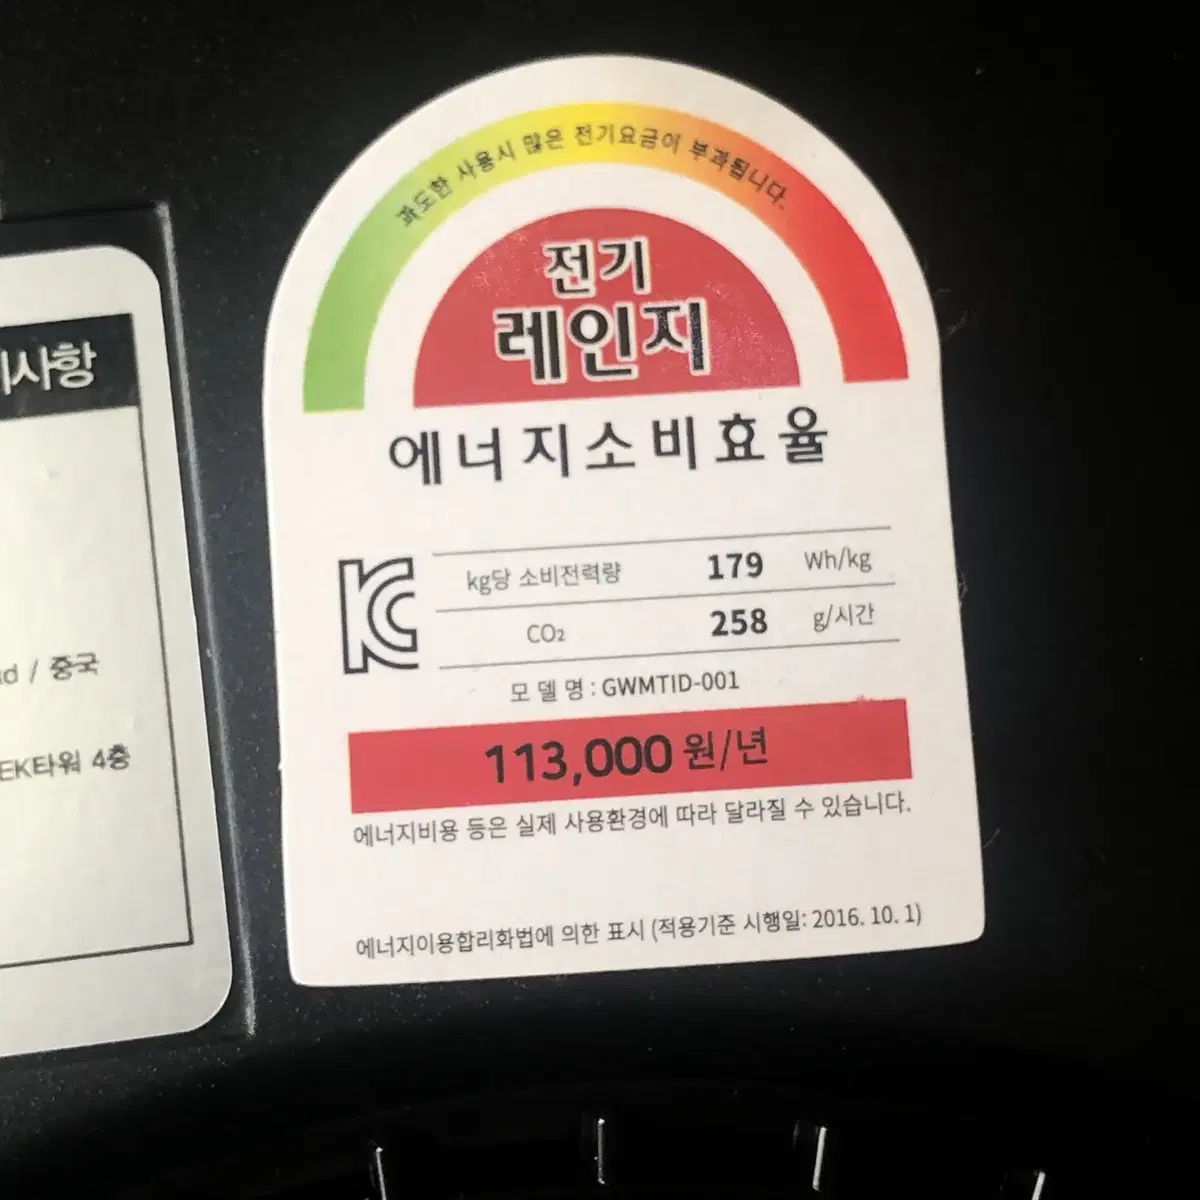 과도한 사용시 많은 전기요금이 부과됩니다.
전기
레인지
에너지소비효율
KC
kg당 소비전력량 179 Wh/kg
CO₂ 258 g/시간
모델명 : GWMTID-001
113,000 원/년
에너지비용 등은 실제 사용환경에 따라 달라질 수 있습니다.
에너지이용합리화법에 의한 표시 (적용기준 시행일: 2016. 10. 1)
사항
/ 중국
EK타워 4층